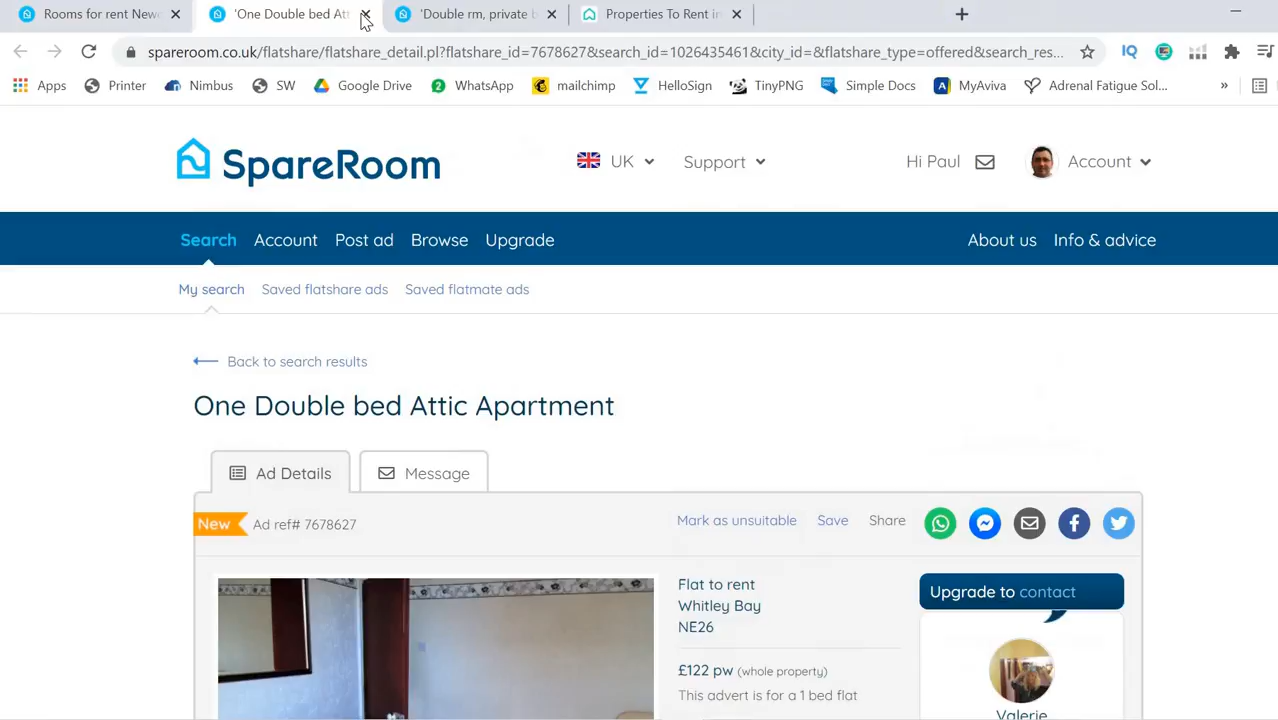 Rooms for rent Newc
'One Double bed Att
'Double rm, private b
Properties To Rent in
spareroom.co.uk/flatshare/flatshare_detail.pl?flatshare_id=7678627&search_id=1026435461&city_id=&flatshare_type=offered&search_res...
IQ
Apps
Printer
Nimbus
SW
Google Drive
2 WhatsApp
mailchimp
HelloSign
TinyPNG
Simple Docs
A MyAviva
Adrenal Fatigue Sol...
»
SpareRoom
UK
Support
Hi Paul
Account
Search Account Post ad Browse Upgrade
About us Info & advice
My search Saved flatshare ads Saved flatmate ads
Back to search results
One Double bed Attic Apartment
Ad Details
Message
New Ad ref# 7678627
Mark as unsuitable Save Share
Flat to rent
Whitley Bay
NE26
£122 pw (whole property)
This advert is for a 1 bed flat
Upgrade to contact
Valerie